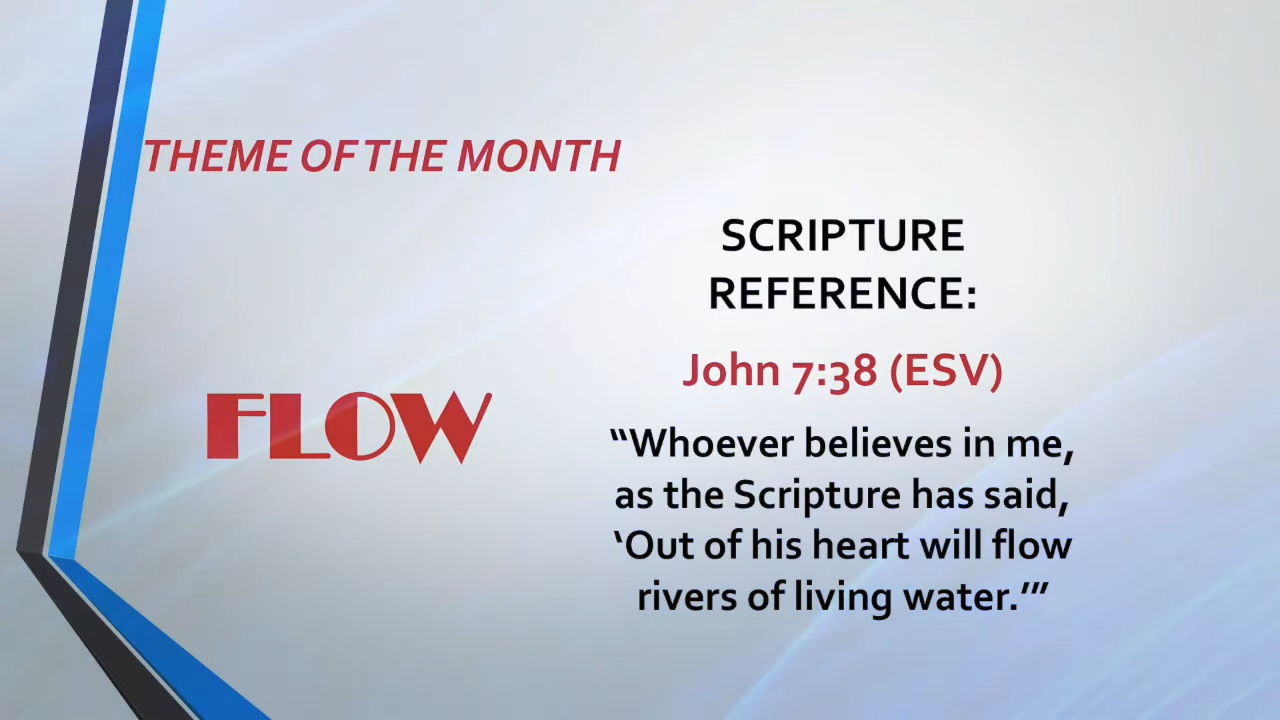 THEME OF THE MONTH
FLOW
SCRIPTURE
REFERENCE:
John 7:38 (ESV)
“Whoever believes in me,
as the Scripture has said,
‘Out of his heart will flow
rivers of living water.’”